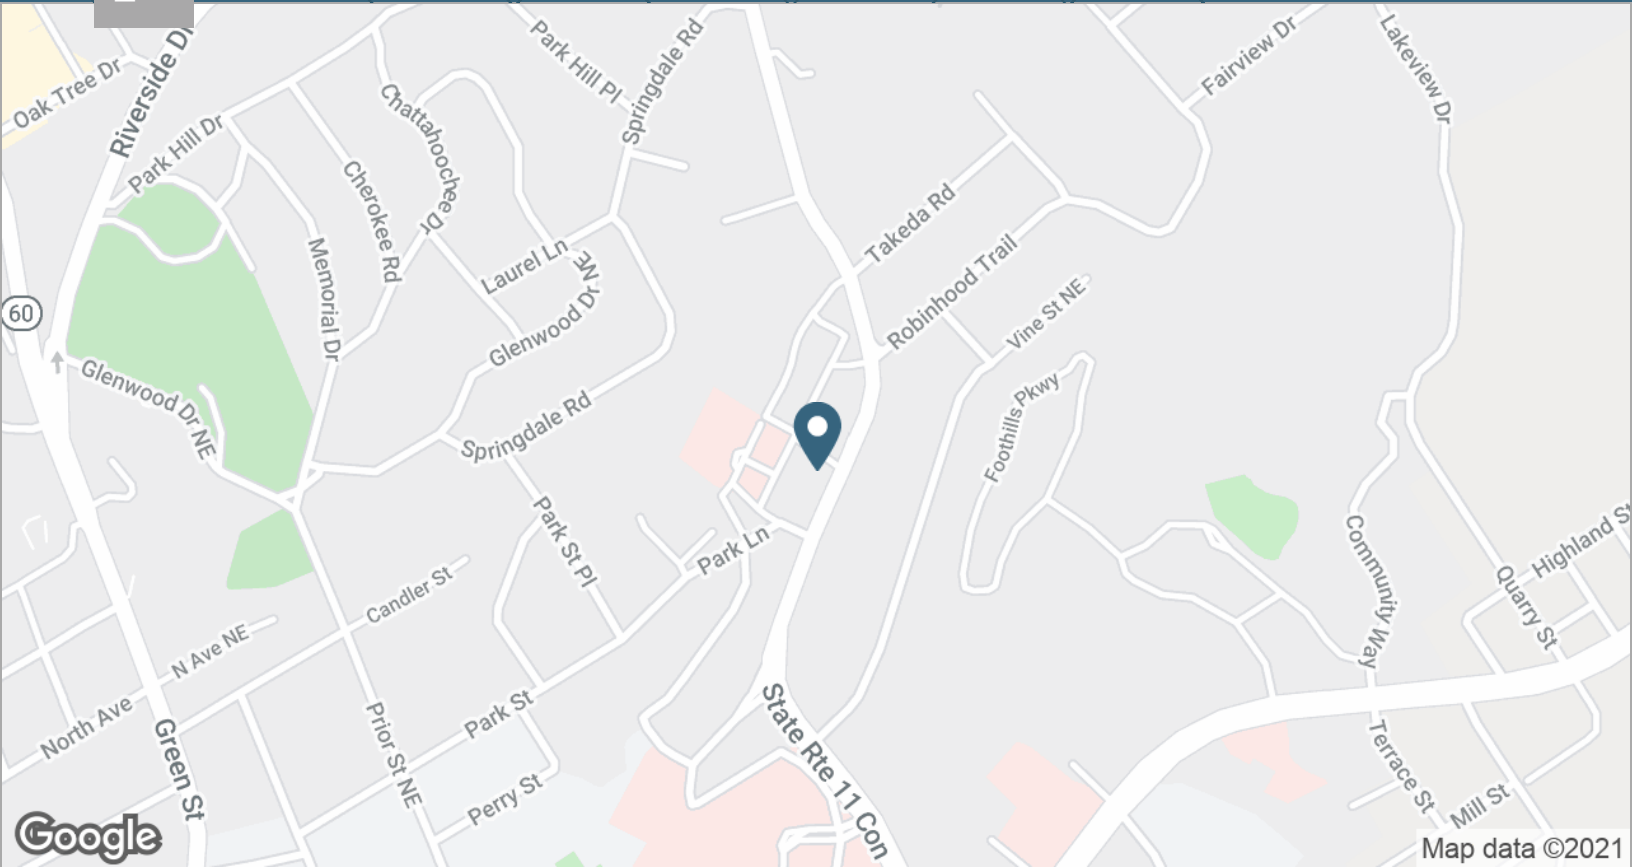 Oak Tree Dr
Riverside Dr
Park Hill Dr
Chattahoochee Dr
Cherokee Rd
Memorial Dr
Park Hill Pl
Springdale Rd
Laurel Ln
Glenwood Dr NE
Springdale Rd
Takeda Rd
Robinhood Trail
Vine St NE
Fairview Dr
Lakeview Dr
60
Glenwood Dr NE
Foothills Pkwy
Park St Pl
Park Ln
Candler St
N Ave NE
North Ave
Green St
Prior St NE
Park St
Perry St
State Rte 11 Con
Community Way
Highland St
Quarry St
Terrace St
Mill St
Google
Map data ©2021